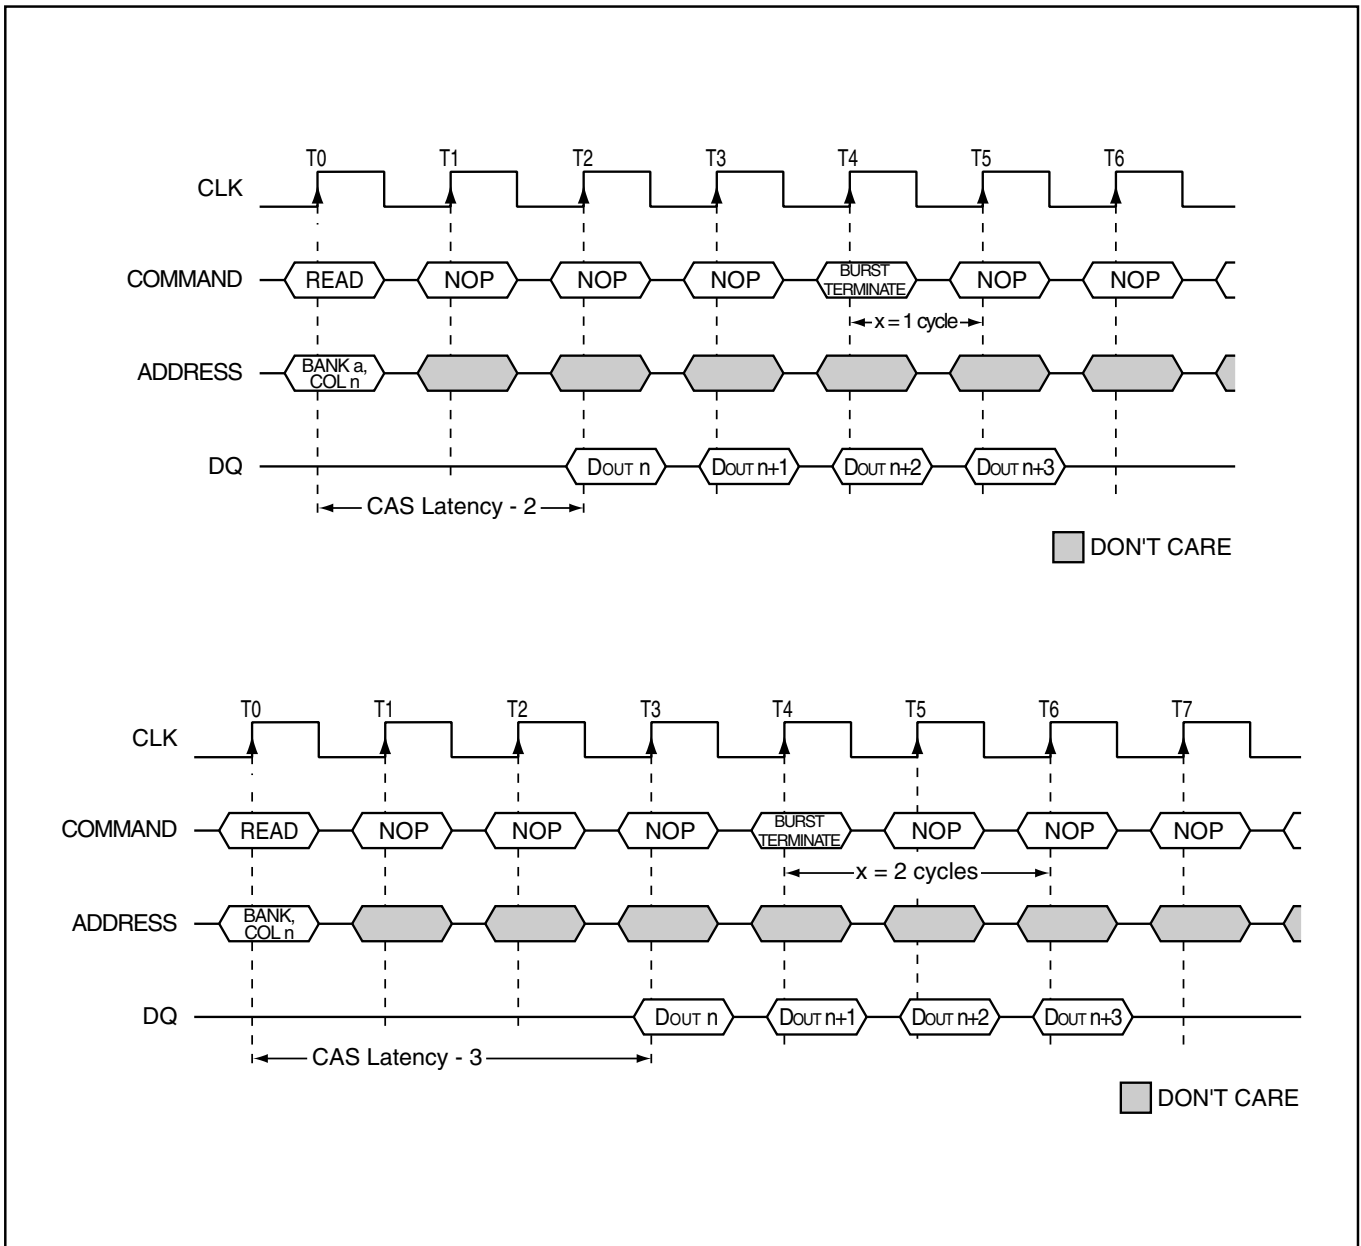 T0 T1 T2 T3 T4 T5 T6
CLK
COMMAND READ NOP NOP NOP BURST TERMINATE NOP NOP
x = 1 cycle
ADDRESS BANK a, COL n
DQ DOUT n DOUT n+1 DOUT n+2 DOUT n+3
CAS Latency - 2
DON'T CARE
T0 T1 T2 T3 T4 T5 T6 T7
CLK
COMMAND READ NOP NOP NOP BURST TERMINATE NOP NOP NOP
x = 2 cycles
ADDRESS BANK, COL n
DQ DOUT n DOUT n+1 DOUT n+2 DOUT n+3
CAS Latency - 3
DON'T CARE